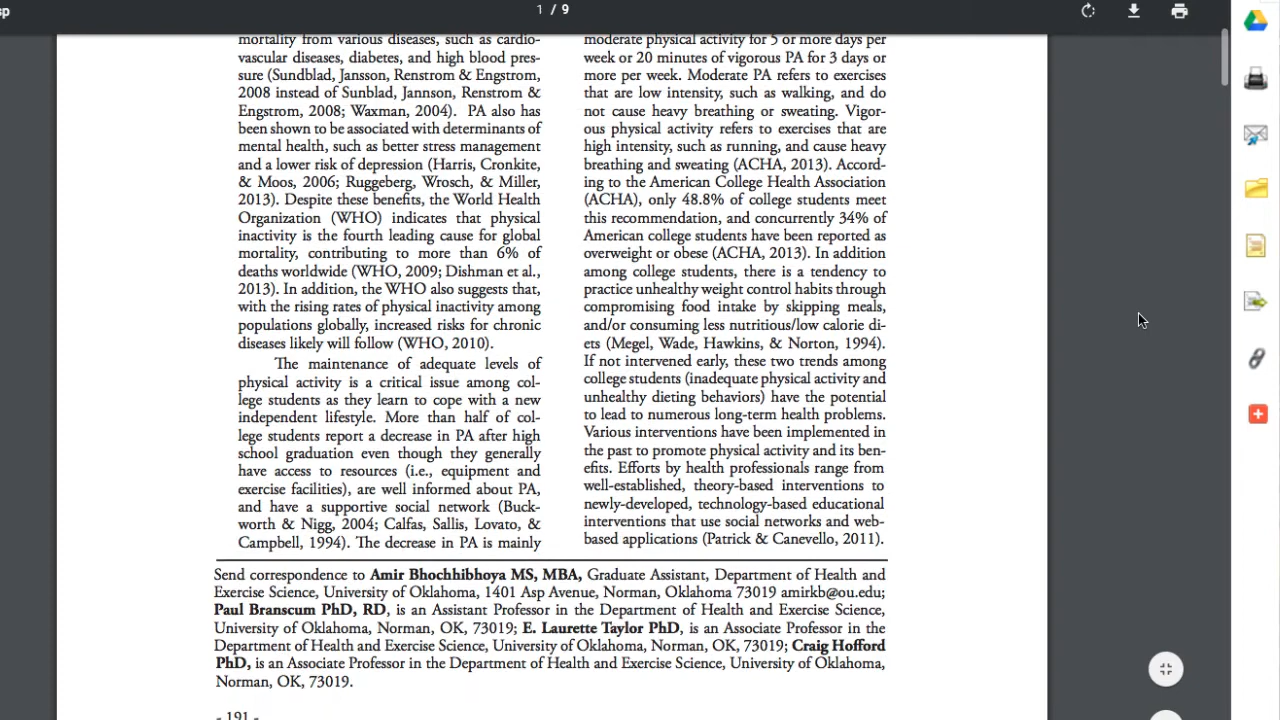 sp
1 / 9
mortality from various diseases, such as cardio-
vascular diseases, diabetes, and high blood pres-
sure (Sundblad, Jansson, Renstrom & Engstrom,
2008 instead of Sunblad, Jannson, Renstrom &
Engstrom, 2008; Waxman, 2004). PA also has
been shown to be associated with determinants of
mental health, such as better stress management
and a lower risk of depression (Harris, Cronkite,
& Moos, 2006; Ruggeberg, Wrosch, & Miller,
2013). Despite these benefits, the World Health
Organization (WHO) indicates that physical
inactivity is the fourth leading cause for global
mortality, contributing to more than 6% of
deaths worldwide (WHO, 2009; Dishman et al.,
2013). In addition, the WHO also suggests that,
with the rising rates of physical inactivity among
populations globally, increased risks for chronic
diseases likely will follow (WHO, 2010).
The maintenance of adequate levels of
physical activity is a critical issue among col-
lege students as they learn to cope with a new
independent lifestyle. More than half of col-
lege students report a decrease in PA after high
school graduation even though they generally
have access to resources (i.e., equipment and
exercise facilities), are well informed about PA,
and have a supportive social network (Buck-
worth & Nigg, 2004; Calfas, Sallis, Lovato, &
Campbell, 1994). The decrease in PA is mainly
moderate physical activity for 5 or more days per
week or 20 minutes of vigorous PA for 3 days or
more per week. Moderate PA refers to exercises
that are low intensity, such as walking, and do
not cause heavy breathing or sweating. Vigor-
ous physical activity refers to exercises that are
high intensity, such as running, and cause heavy
breathing and sweating (ACHA, 2013). Accord-
ing to the American College Health Association
(ACHA), only 48.8% of college students meet
this recommendation, and concurrently 34% of
American college students have been reported as
overweight or obese (ACHA, 2013). In addition
among college students, there is a tendency to
practice unhealthy weight control habits through
compromising food intake by skipping meals,
and/or consuming less nutritious/low calorie di-
ets (Megel, Wade, Hawkins, & Norton, 1994).
If not intervened early, these two trends among
college students (inadequate physical activity and
unhealthy dieting behaviors) have the potential
to lead to numerous long-term health problems.
Various interventions have been implemented in
the past to promote physical activity and its ben-
efits. Efforts by health professionals range from
well-established, theory-based interventions to
newly-developed, technology-based educational
interventions that use social networks and web-
based applications (Patrick & Canevello, 2011).
Send correspondence to Amir Bhochhibhoya MS, MBA, Graduate Assistant, Department of Health and
Exercise Science, University of Oklahoma, 1401 Asp Avenue, Norman, Oklahoma 73019 amirkb@ou.edu;
Paul Branscum PhD, RD, is an Assistant Professor in the Department of Health and Exercise Science,
University of Oklahoma, Norman, OK, 73019; E. Laurette Taylor PhD, is an Associate Professor in the
Department of Health and Exercise Science, University of Oklahoma, Norman, OK, 73019; Craig Hofford
PhD, is an Associate Professor in the Department of Health and Exercise Science, University of Oklahoma,
Norman, OK, 73019.
- 191 -